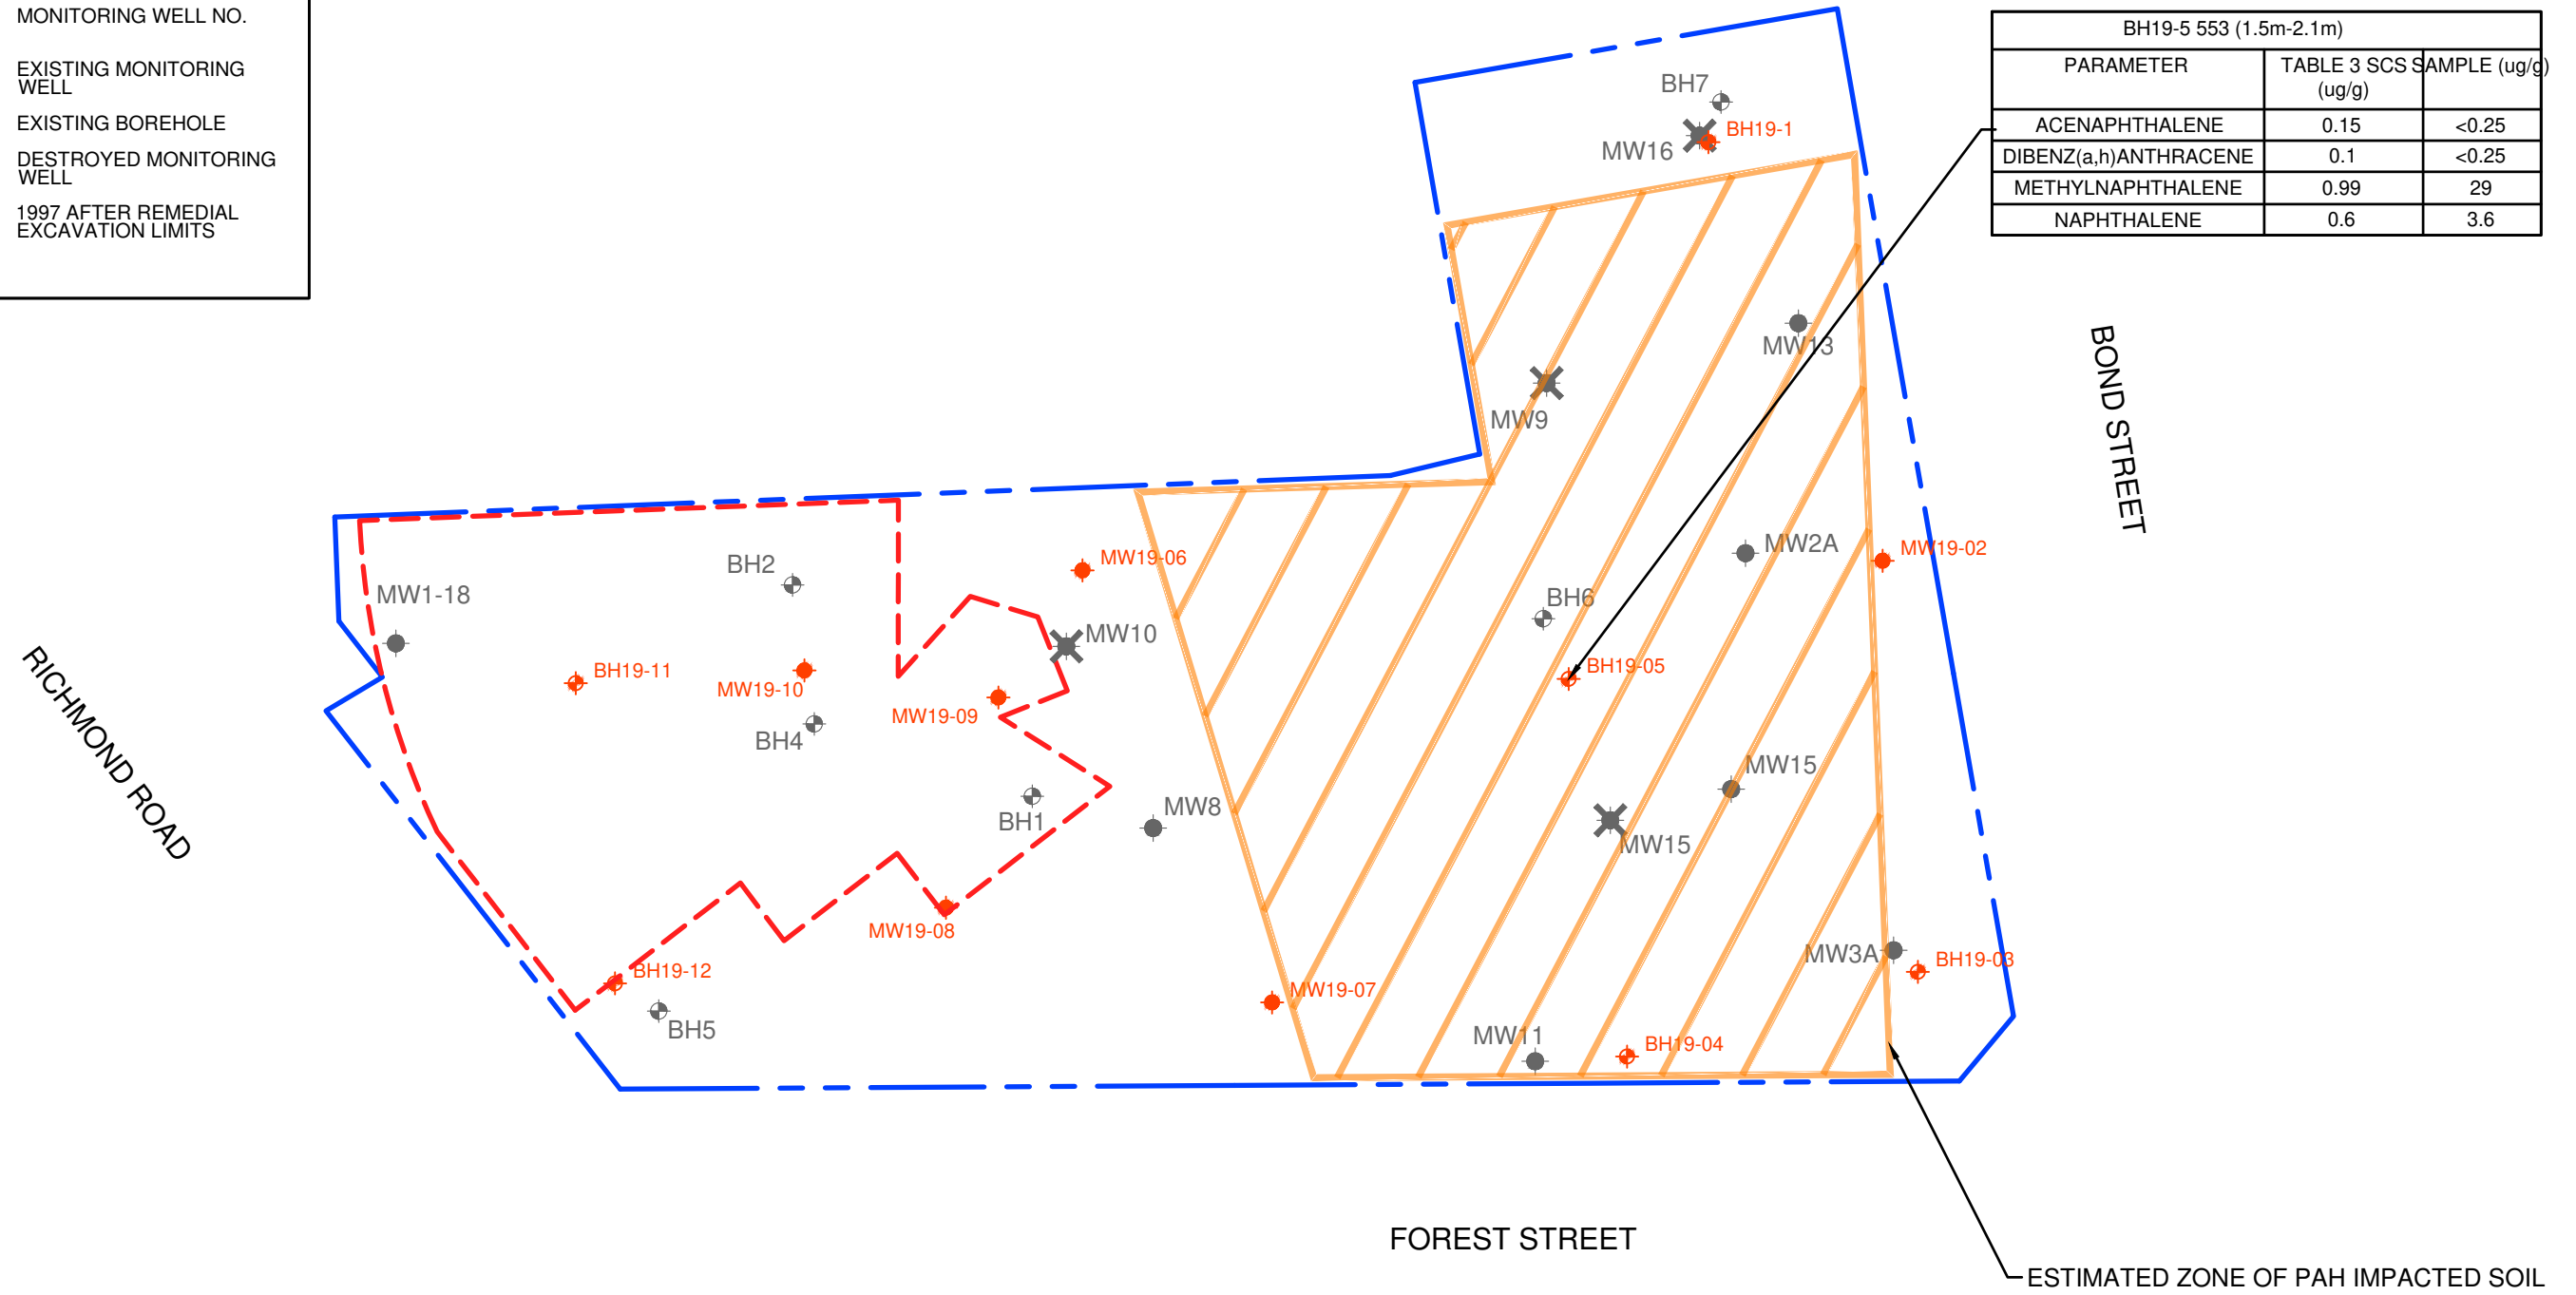 MONITORING WELL NO.
EXISTING MONITORING
WELL
EXISTING BOREHOLE
DESTROYED MONITORING
WELL
1997 AFTER REMEDIAL
EXCAVATION LIMITS
BH19-5 553 (1.5m-2.1m)
PARAMETER TABLE 3 SCS SAMPLE (ug/g)
(ug/g)
ACENAPHTHALENE 0.15 <0.25
DIBENZ(a,h)ANTHRACENE 0.1 <0.25
METHYLNAPHTHALENE 0.99 29
NAPHTHALENE 0.6 3.6
BH7
BH19-1
MW16
MW13
MW9
BOND STREET
MW2A
MW19-02
MW19-06
BH2
MW1-18
BH6
MW10
BH19-05
BH19-11
MW19-10
MW19-09
BH4
RICHMOND ROAD
MW15
MW8
BH1
MW15
MW19-08
MW3A
BH19-03
BH19-12
MW19-07
BH5
MW11
BH19-04
FOREST STREET
ESTIMATED ZONE OF PAH IMPACTED SOIL